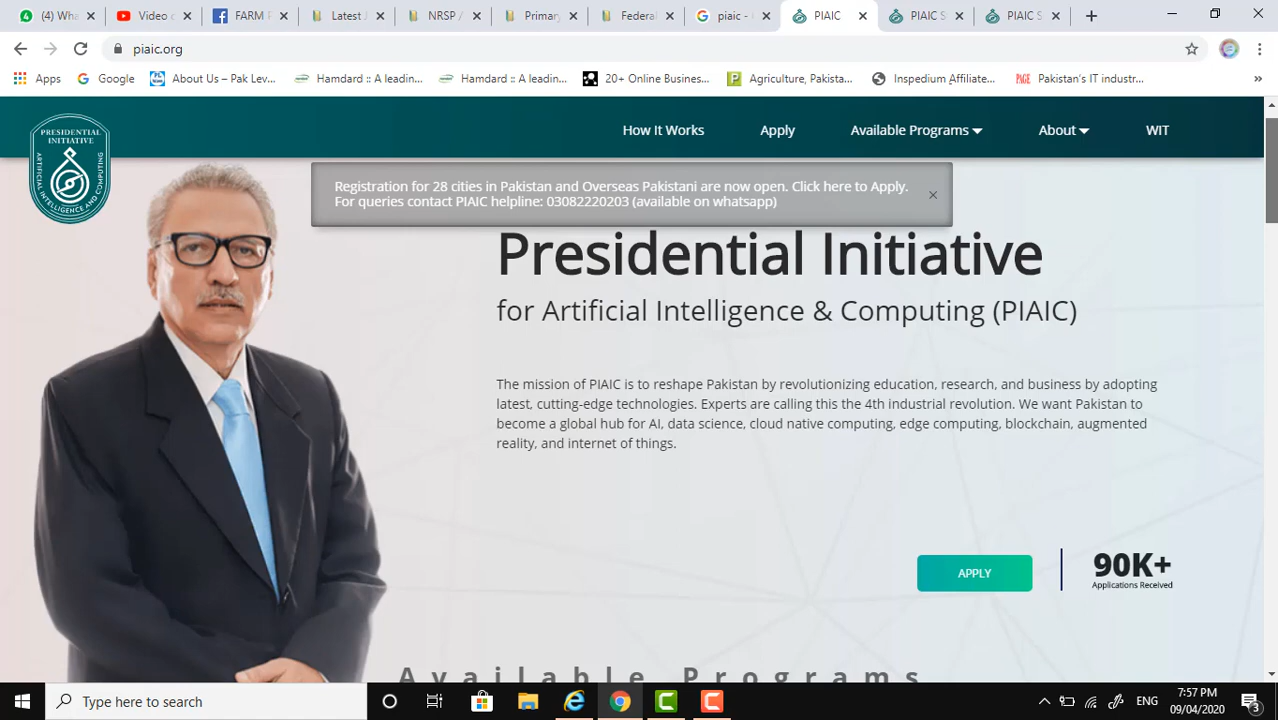 (4) Wha
Video c
FARM P
Latest J
NRSP /
Primary
Federal
piaic -
PIAIC
PIAIC S
PIAIC S
piaic.org
Apps
Google
About Us – Pak Lev...
Hamdard :: A leadin...
Hamdard :: A leadin...
20+ Online Business...
Agriculture, Pakista...
Inspedium Affiliate...
Pakistan's IT industr...
»
PRESIDENTIAL
INITIATIVE
ARTIFICIAL INTELLIGENCE AND COMPUTING
How It Works
Apply
Available Programs
About
WIT
Registration for 28 cities in Pakistan and Overseas Pakistani are now open. Click here to Apply.
For queries contact PIAIC helpline: 03082220203 (available on whatsapp)
Presidential Initiative
for Artificial Intelligence & Computing (PIAIC)
The mission of PIAIC is to reshape Pakistan by revolutionizing education, research, and business by adopting
latest, cutting-edge technologies. Experts are calling this the 4th industrial revolution. We want Pakistan to
become a global hub for AI, data science, cloud native computing, edge computing, blockchain, augmented
reality, and internet of things.
APPLY
90K+
Applications Received
Available Programs
Type here to search
ENG
7:57 PM
09/04/2020
3